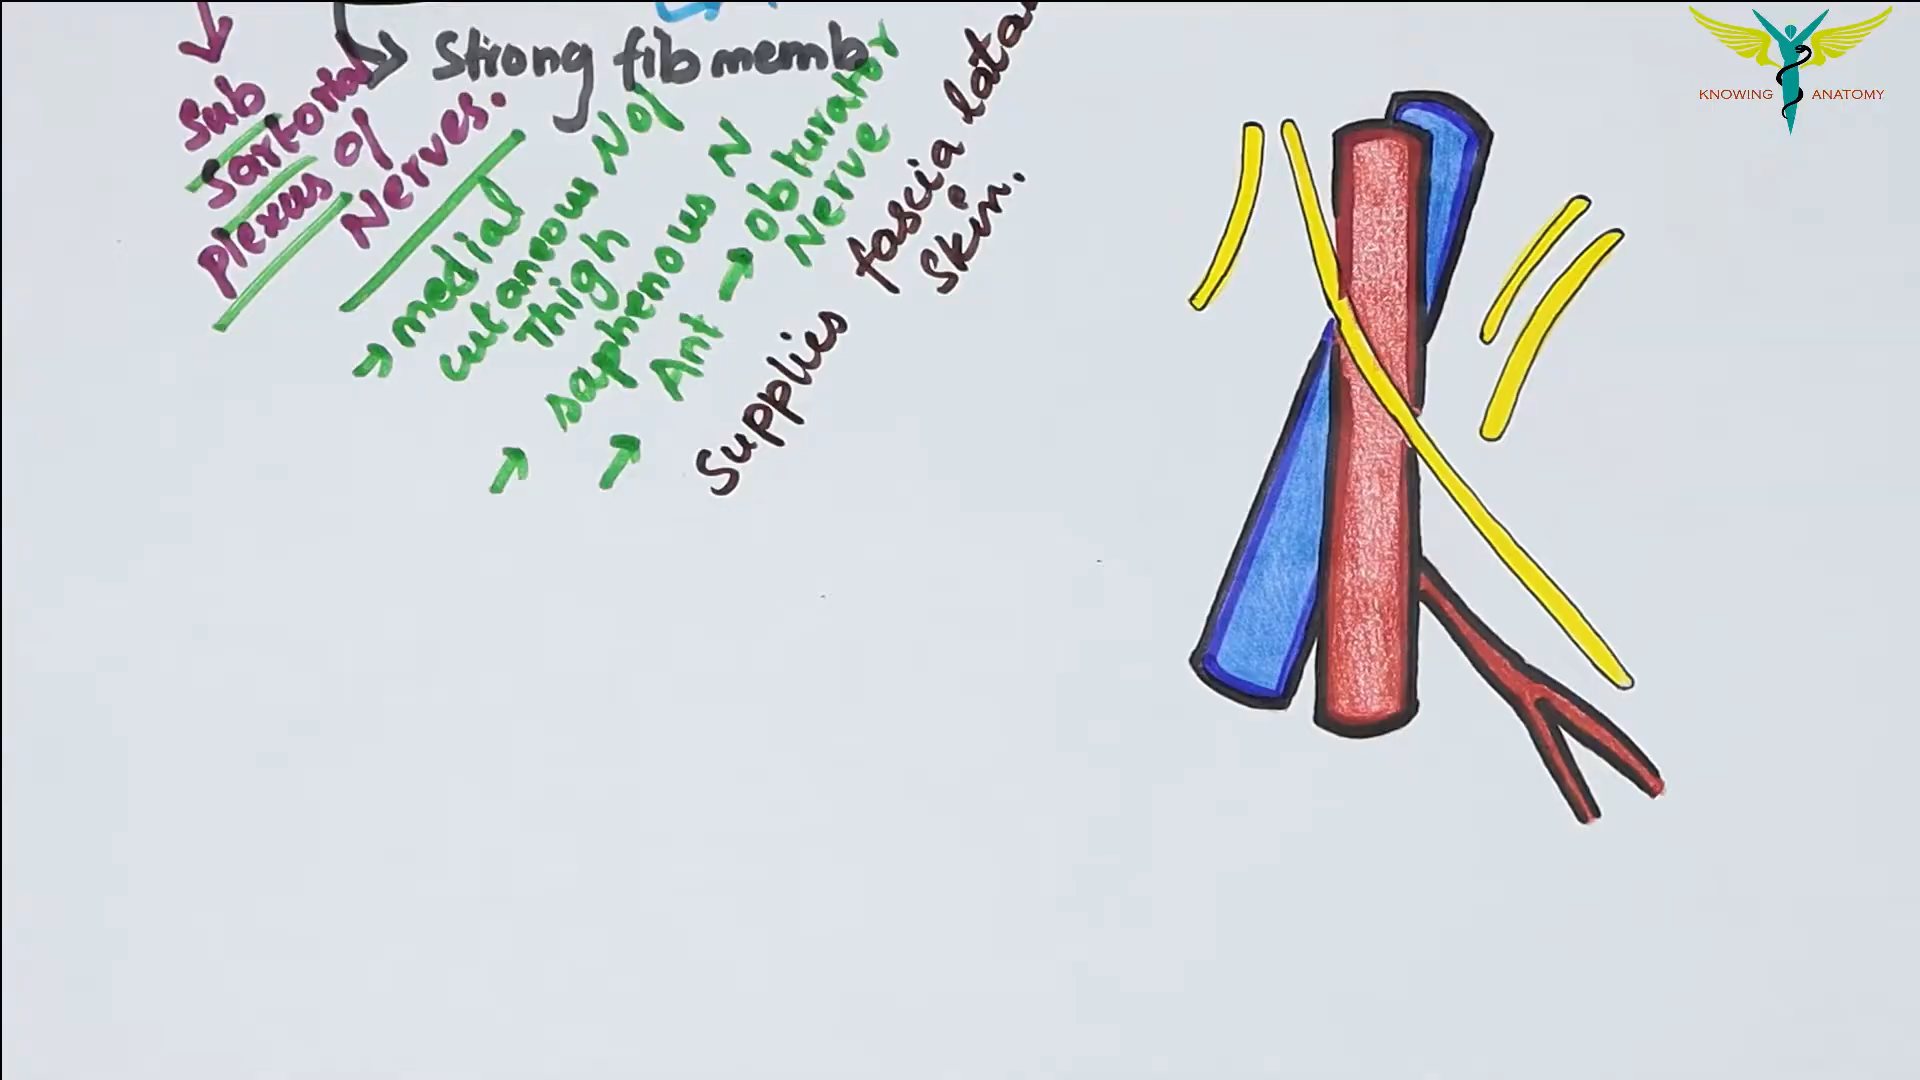 Strong fib memb
Sub
Sartorial
plexus of
Nerves.
→ medial
cutaneous N of
Thigh
→ saphenous N
→ Ant → obturator
Nerve
Supplies fascia lata
Skin.
KNOWING ANATOMY